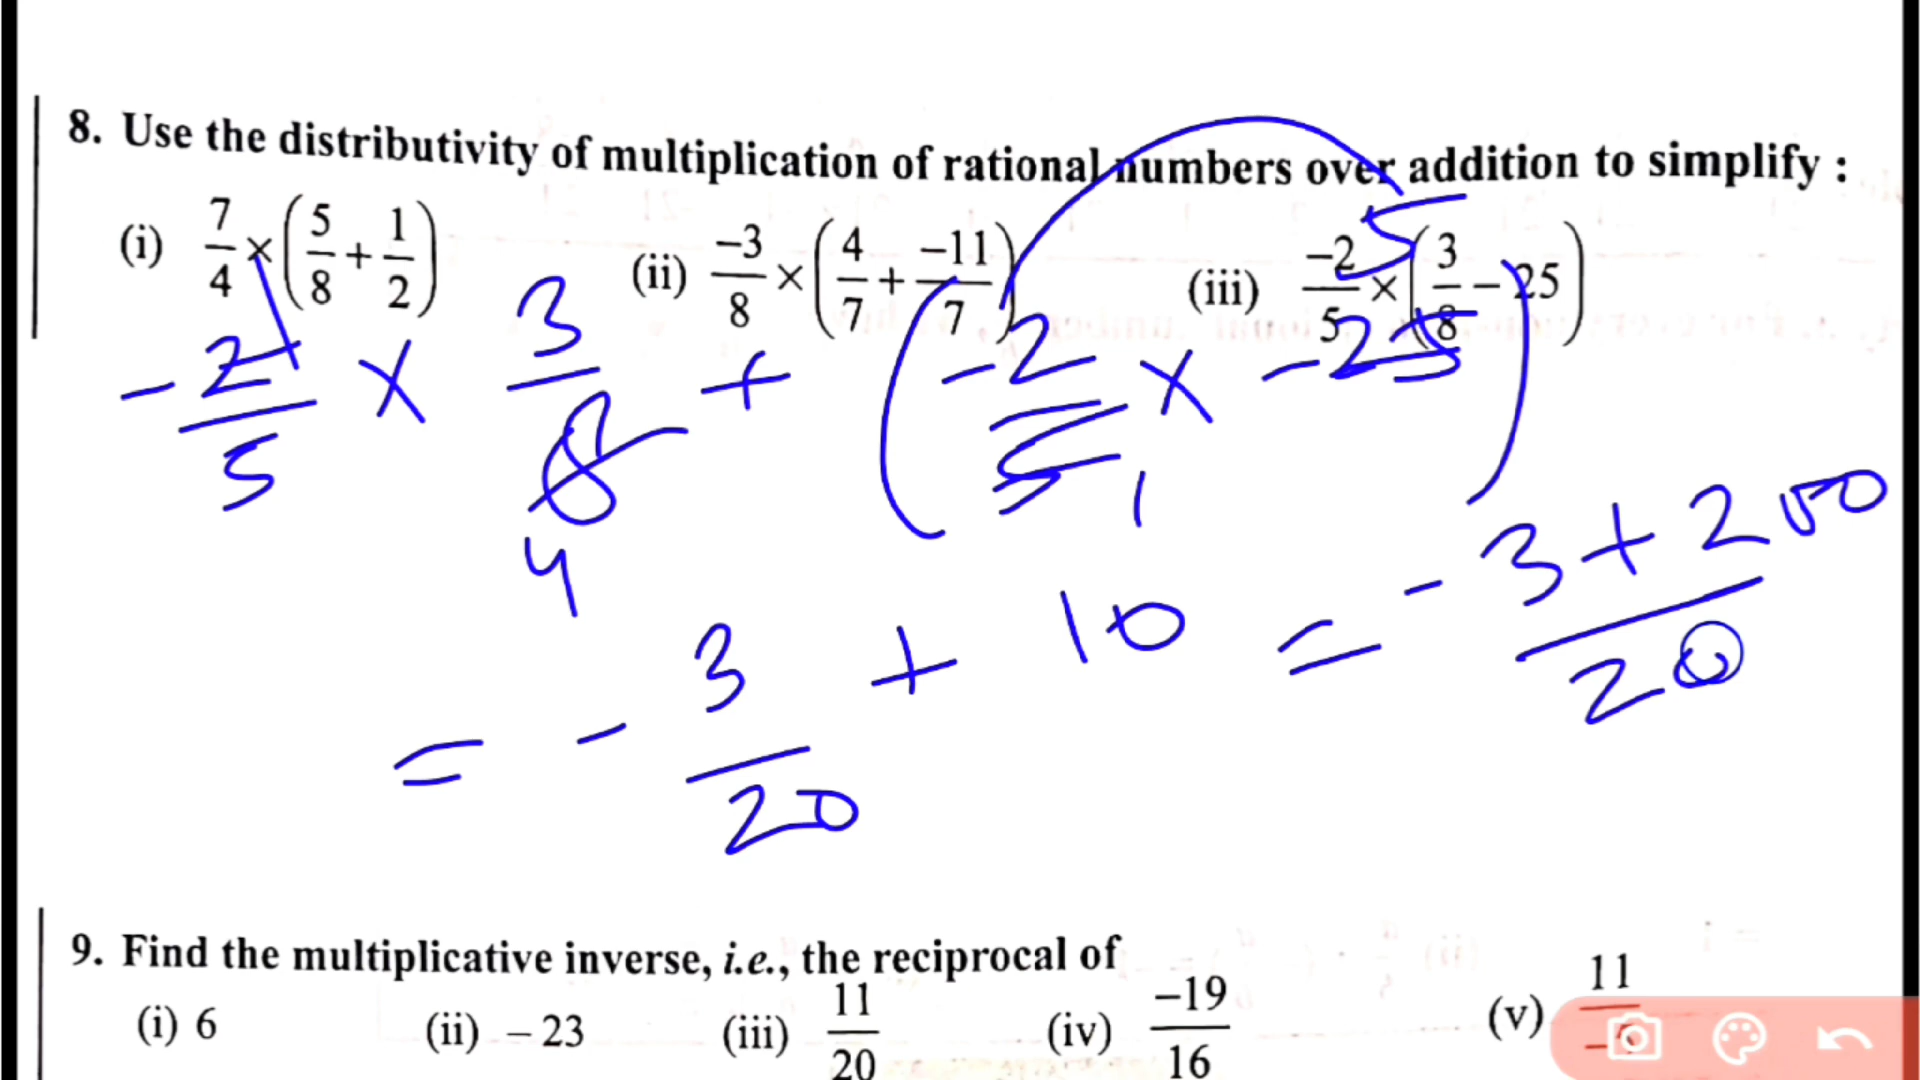 8. Use the distributivity of multiplication of rational numbers over addition to simplify :
(i) 7/4 × (5/8 + 1/2) (ii) -3/8 × (4/7 + -11/7) (iii) -2/5 × (3/8 - 25)
-2/5 × 3/8 + (-2/5 × -25)
4 1
= -3/20 + 10 = -3+200/20
9. Find the multiplicative inverse, i.e., the reciprocal of
(i) 6 (ii) – 23 (iii) 11/20 (iv) -19/16 (v) 11